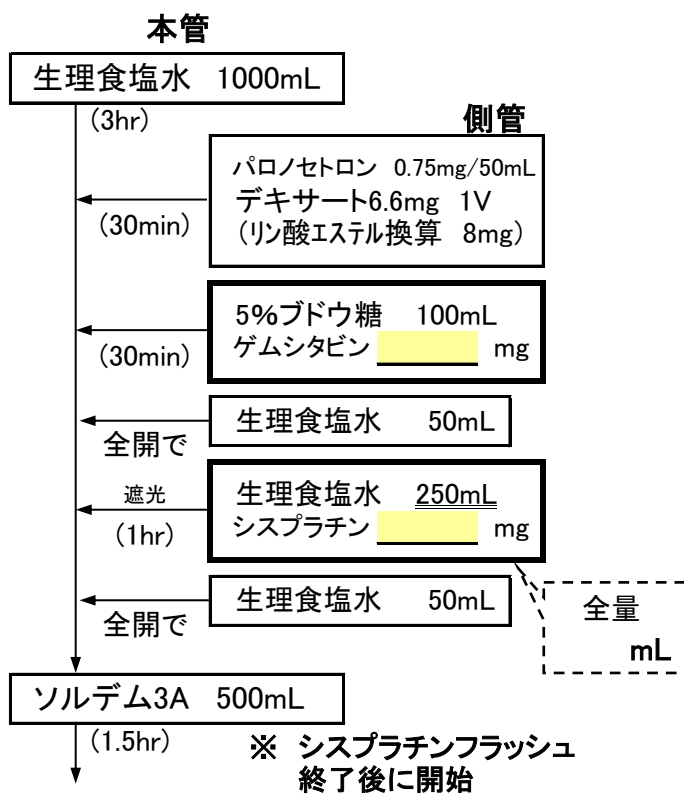 本管
生理食塩水 1000mL
(3hr)
側管
パロノセトロン 0.75mg/50mL
デキサート6.6mg 1V
(リン酸エステル換算 8mg)
(30min)
5%ブドウ糖 100mL
ゲムシタビン mg
(30min)
生理食塩水 50mL
全開で
生理食塩水 250mL
シスプラチン mg
遮光
(1hr)
生理食塩水 50mL
全開で
全量
mL
ソルデム3A 500mL
(1.5hr)
※ シスプラチンフラッシュ
終了後に開始